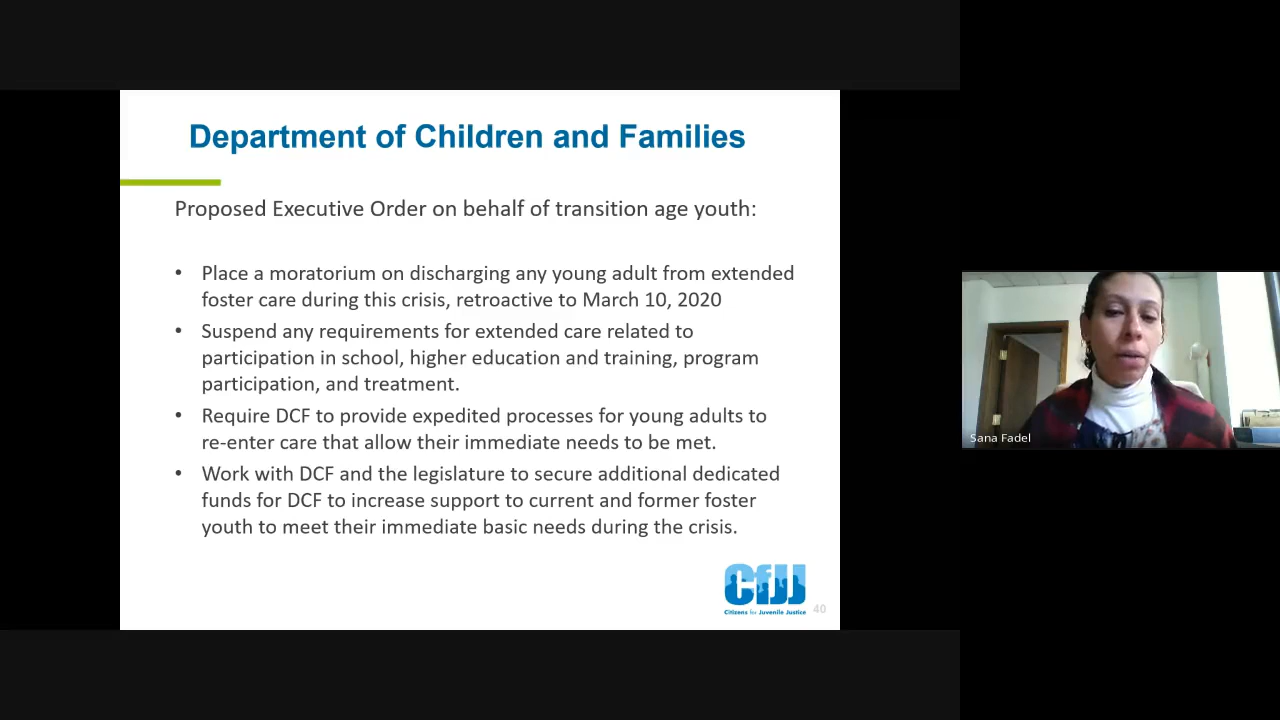 Department of Children and Families
Proposed Executive Order on behalf of transition age youth:
• Place a moratorium on discharging any young adult from extended
foster care during this crisis, retroactive to March 10, 2020
• Suspend any requirements for extended care related to
participation in school, higher education and training, program
participation, and treatment.
• Require DCF to provide expedited processes for young adults to
re-enter care that allow their immediate needs to be met.
• Work with DCF and the legislature to secure additional dedicated
funds for DCF to increase support to current and former foster
youth to meet their immediate basic needs during the crisis.
CfJJ
Citizens for Juvenile Justice
40
Sana Fadel